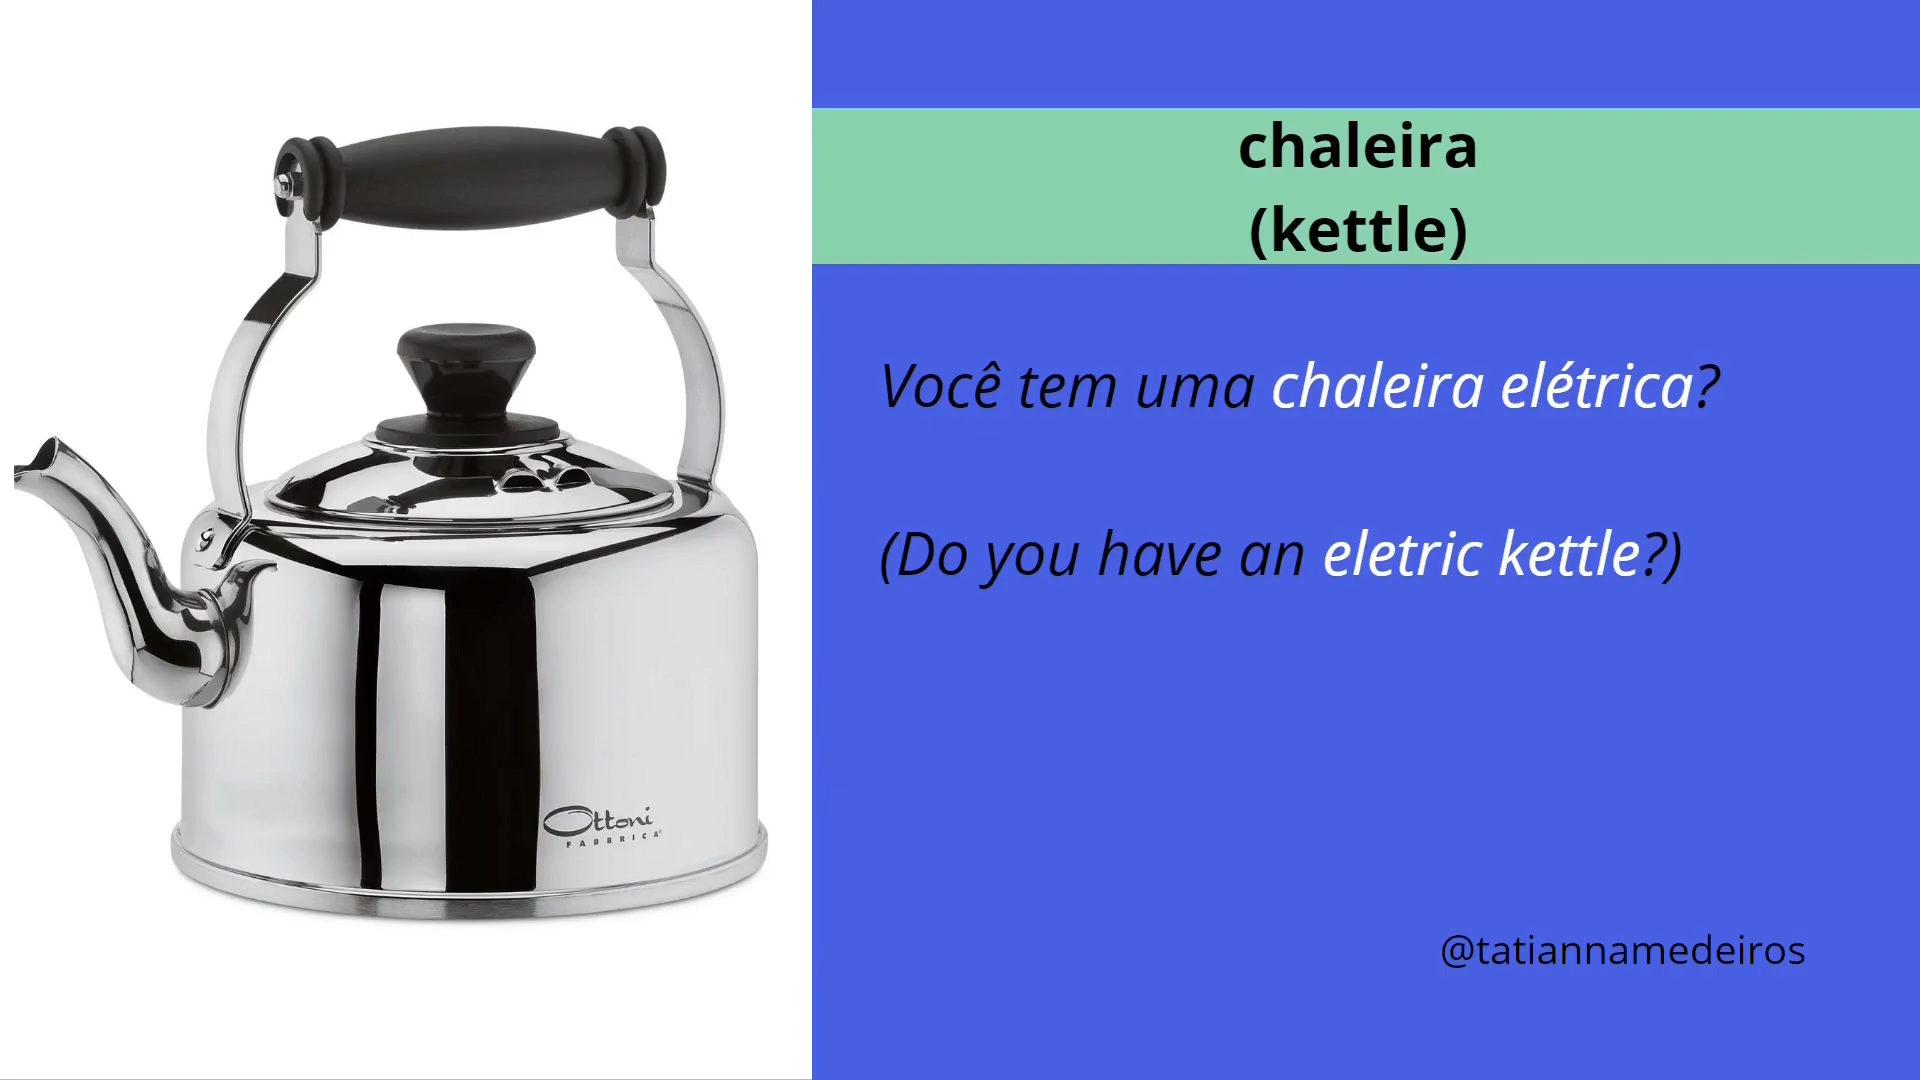 chaleira
(kettle)
Você tem uma chaleira elétrica?
(Do you have an eletric kettle?)
Ottoni
FABBRICA
@tatiannamedeiros